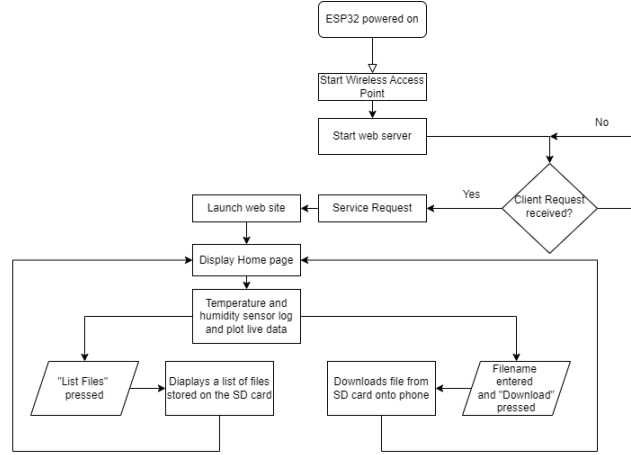 ESP32 powered on
Start Wireless Access
Point
Start web server
No
Client Request
received?
Yes
Service Request
Launch web site
Display Home page
Temperature and
humidity sensor log
and plot live data
"List Files"
pressed
Diaplays a list of files
stored on the SD card
Downloads file from
SD card onto phone
Filename
entered
and "Download"
pressed